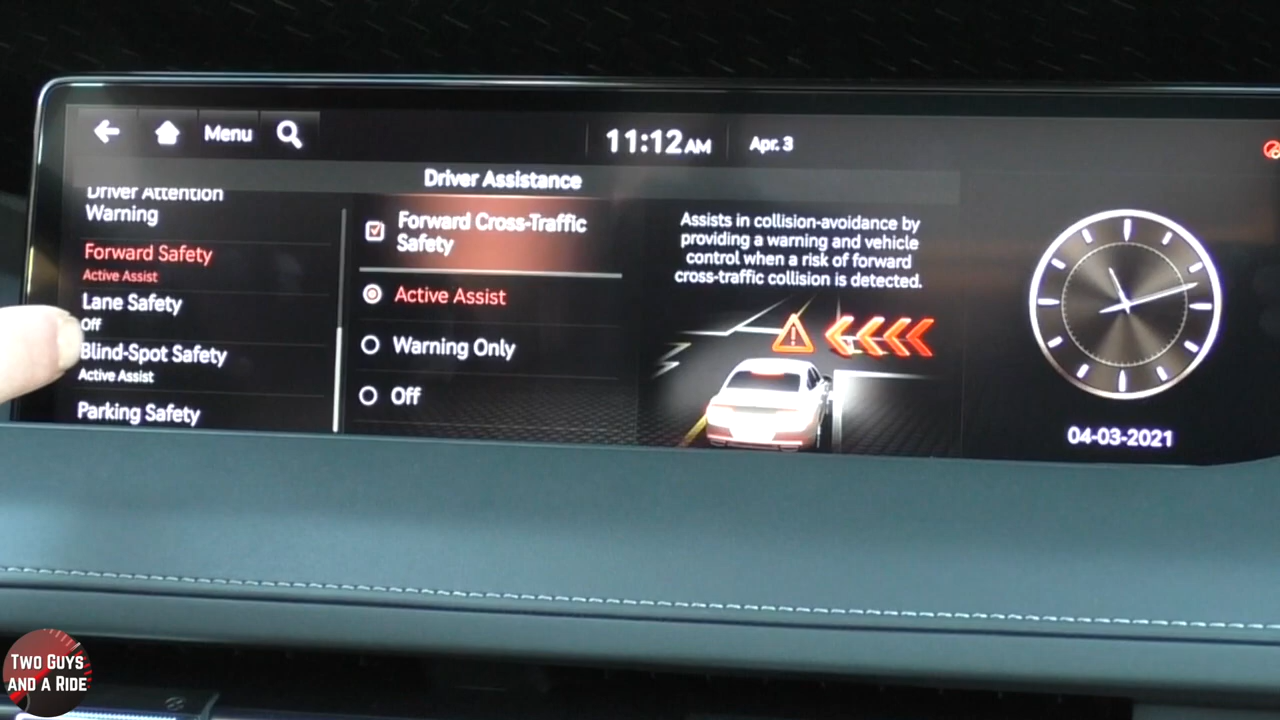 Menu
11:12 AM
Apr. 3
Driver Assistance
Driver Attention
Warning
Forward Safety
Active Assist
Lane Safety
Off
Blind-Spot Safety
Active Assist
Parking Safety
Forward Cross-Traffic
Safety
Active Assist
Warning Only
Off
Assists in collision-avoidance by
providing a warning and vehicle
control when a risk of forward
cross-traffic collision is detected.
04-03-2021
TWO GUYS
AND A RIDE